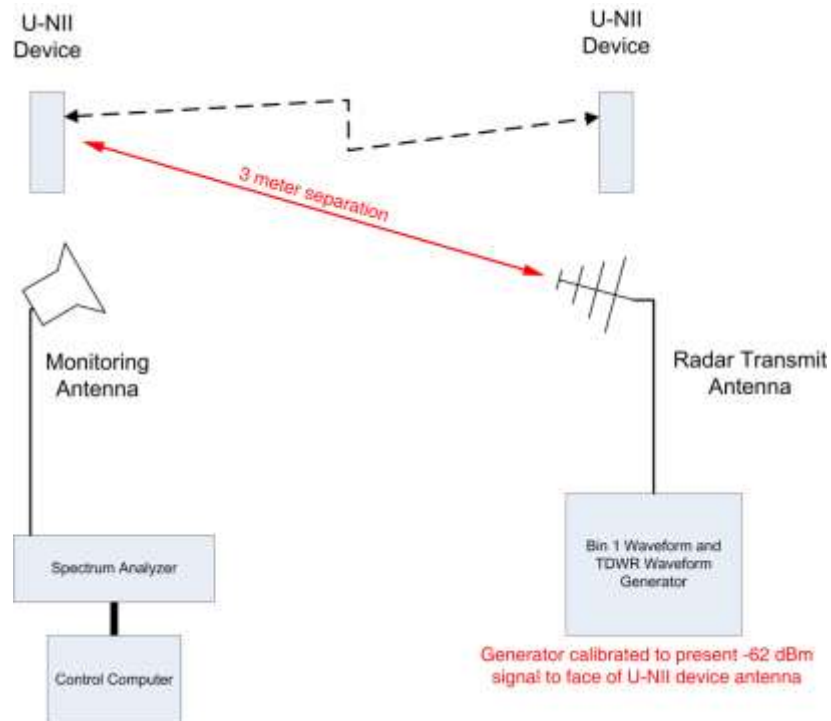 U-NII
Device
U-NII
Device
3 meter separation
Monitoring
Antenna
Radar Transmit
Antenna
Spectrum Analyzer
Bin 1 Waveform and
TDWR Waveform
Generator
Control Computer
Generator calibrated to present -62 dBm
signal to face of U-NII device antenna